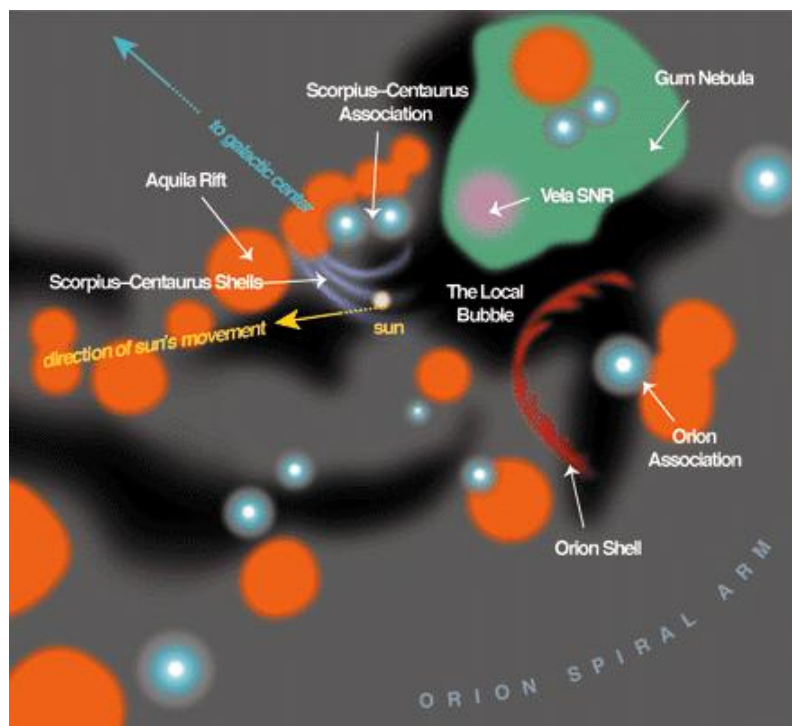 Gum Nebula
Scorpius–Centaurus
Association
to galactic center
Aquila Rift
Vela SNR
Scorpius–Centaurus Shells
The Local
Bubble
direction of sun's movement
sun
Orion
Association
Orion Shell
ORION SPIRAL ARM